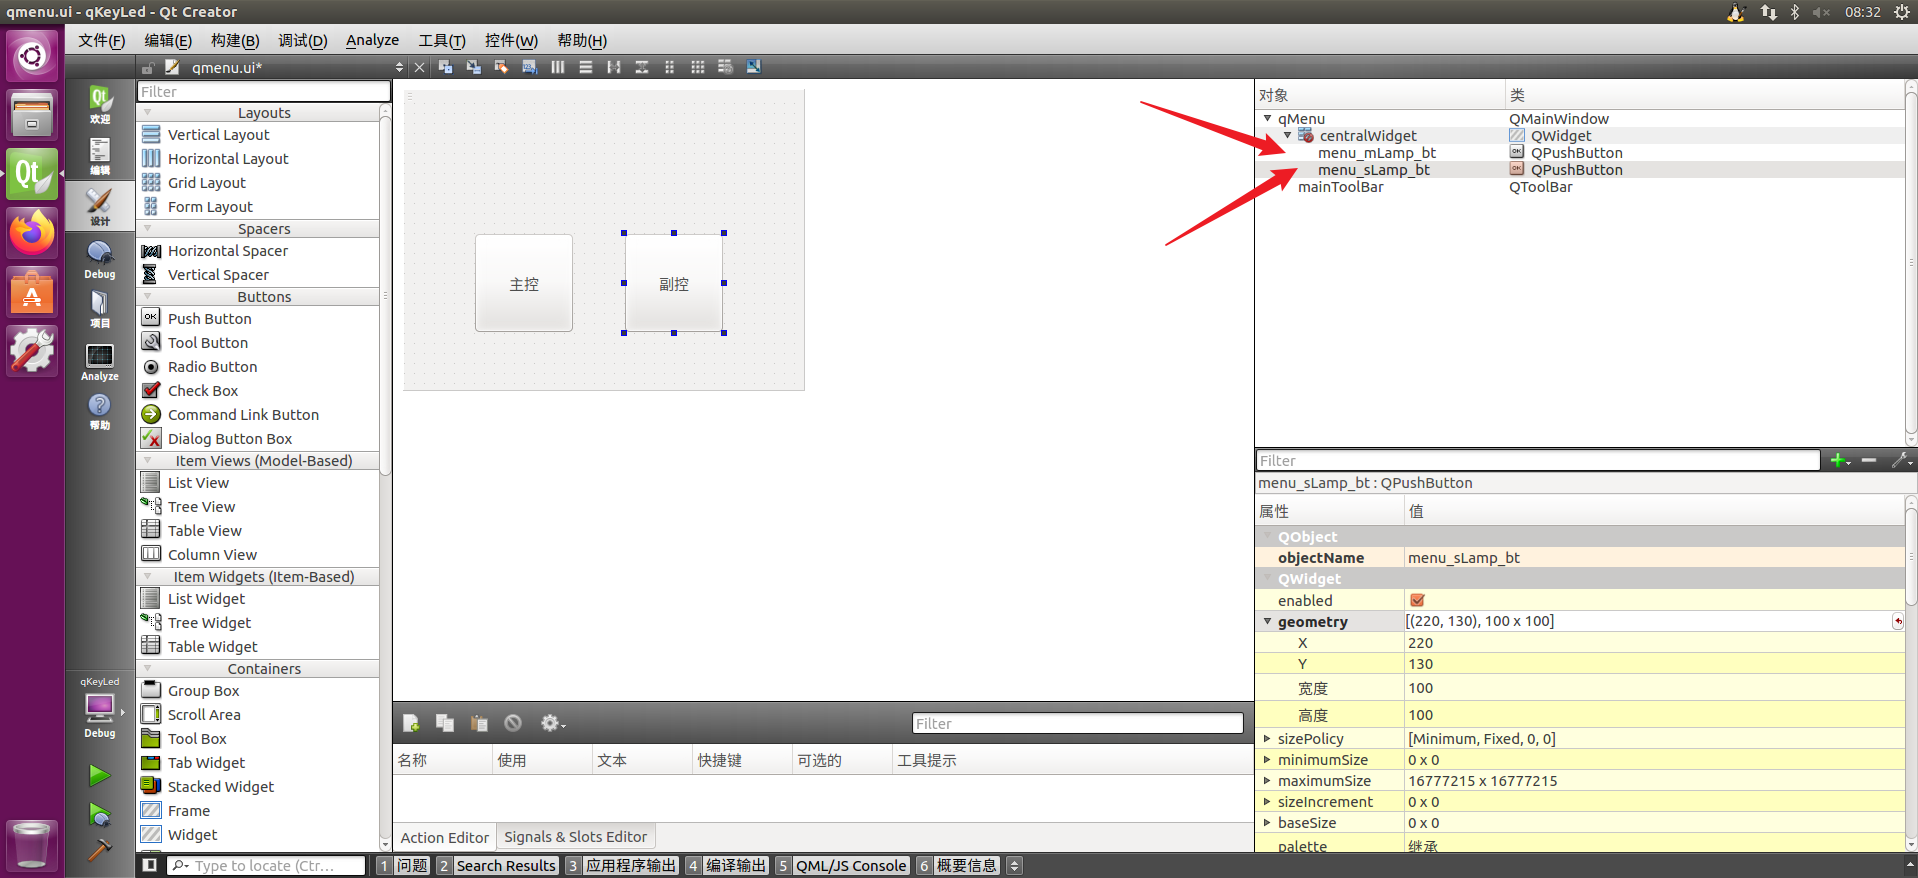 qmenu.ui - qKeyLed - Qt Creator
08:32
文件(F) 编辑(E) 构建(B) 调试(D) Analyze 工具(T) 控件(W) 帮助(H)
qmenu.ui*
Qt
欢迎
编辑
设计
Debug
项目
Analyze
帮助
qKeyLed
Debug
Filter
Layouts
Vertical Layout
Horizontal Layout
Grid Layout
Form Layout
Spacers
Horizontal Spacer
Vertical Spacer
Buttons
OK Push Button
Tool Button
Radio Button
Check Box
Command Link Button
Dialog Button Box
Item Views (Model-Based)
List View
Tree View
Table View
Column View
Item Widgets (Item-Based)
List Widget
Tree Widget
Table Widget
Containers
Group Box
Scroll Area
Tool Box
Tab Widget
Stacked Widget
Frame
Widget
主控
副控
Filter
名称 使用 文本 快捷键 可选的 工具提示
Action Editor Signals & Slots Editor
对象 类
qMenu QMainWindow
centralWidget QWidget
menu_mLamp_bt OK QPushButton
menu_sLamp_bt OK QPushButton
mainToolBar QToolBar
Filter
menu_sLamp_bt : QPushButton
属性 值
QObject
objectName menu_sLamp_bt
QWidget
enabled
geometry [(220, 130), 100 x 100]
X 220
Y 130
宽度 100
高度 100
sizePolicy [Minimum, Fixed, 0, 0]
minimumSize 0 x 0
maximumSize 16777215 x 16777215
sizeIncrement 0 x 0
baseSize 0 x 0
palette 继承
Type to locate (Ctr...
1 问题 2 Search Results 3 应用程序输出 4 编译输出 5 QML/JS Console 6 概要信息